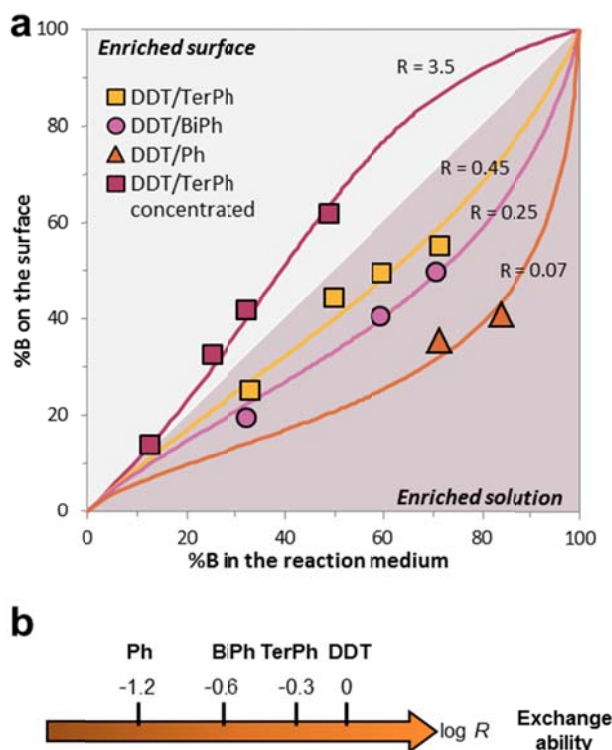 a
100
Enriched surface
R = 3.5
DDT/TerPh
DDT/BiPh
80
DDT/Ph
DDT/TerPh
concentrated
R = 0.45
60
R = 0.25
R = 0.07
40
20
0
Enriched solution
%B on the surface
0 20 40 60 80 100
%B in the reaction medium
b
Ph BiPh TerPh DDT
-1.2 -0.6 -0.3 0
log R
Exchange
ability